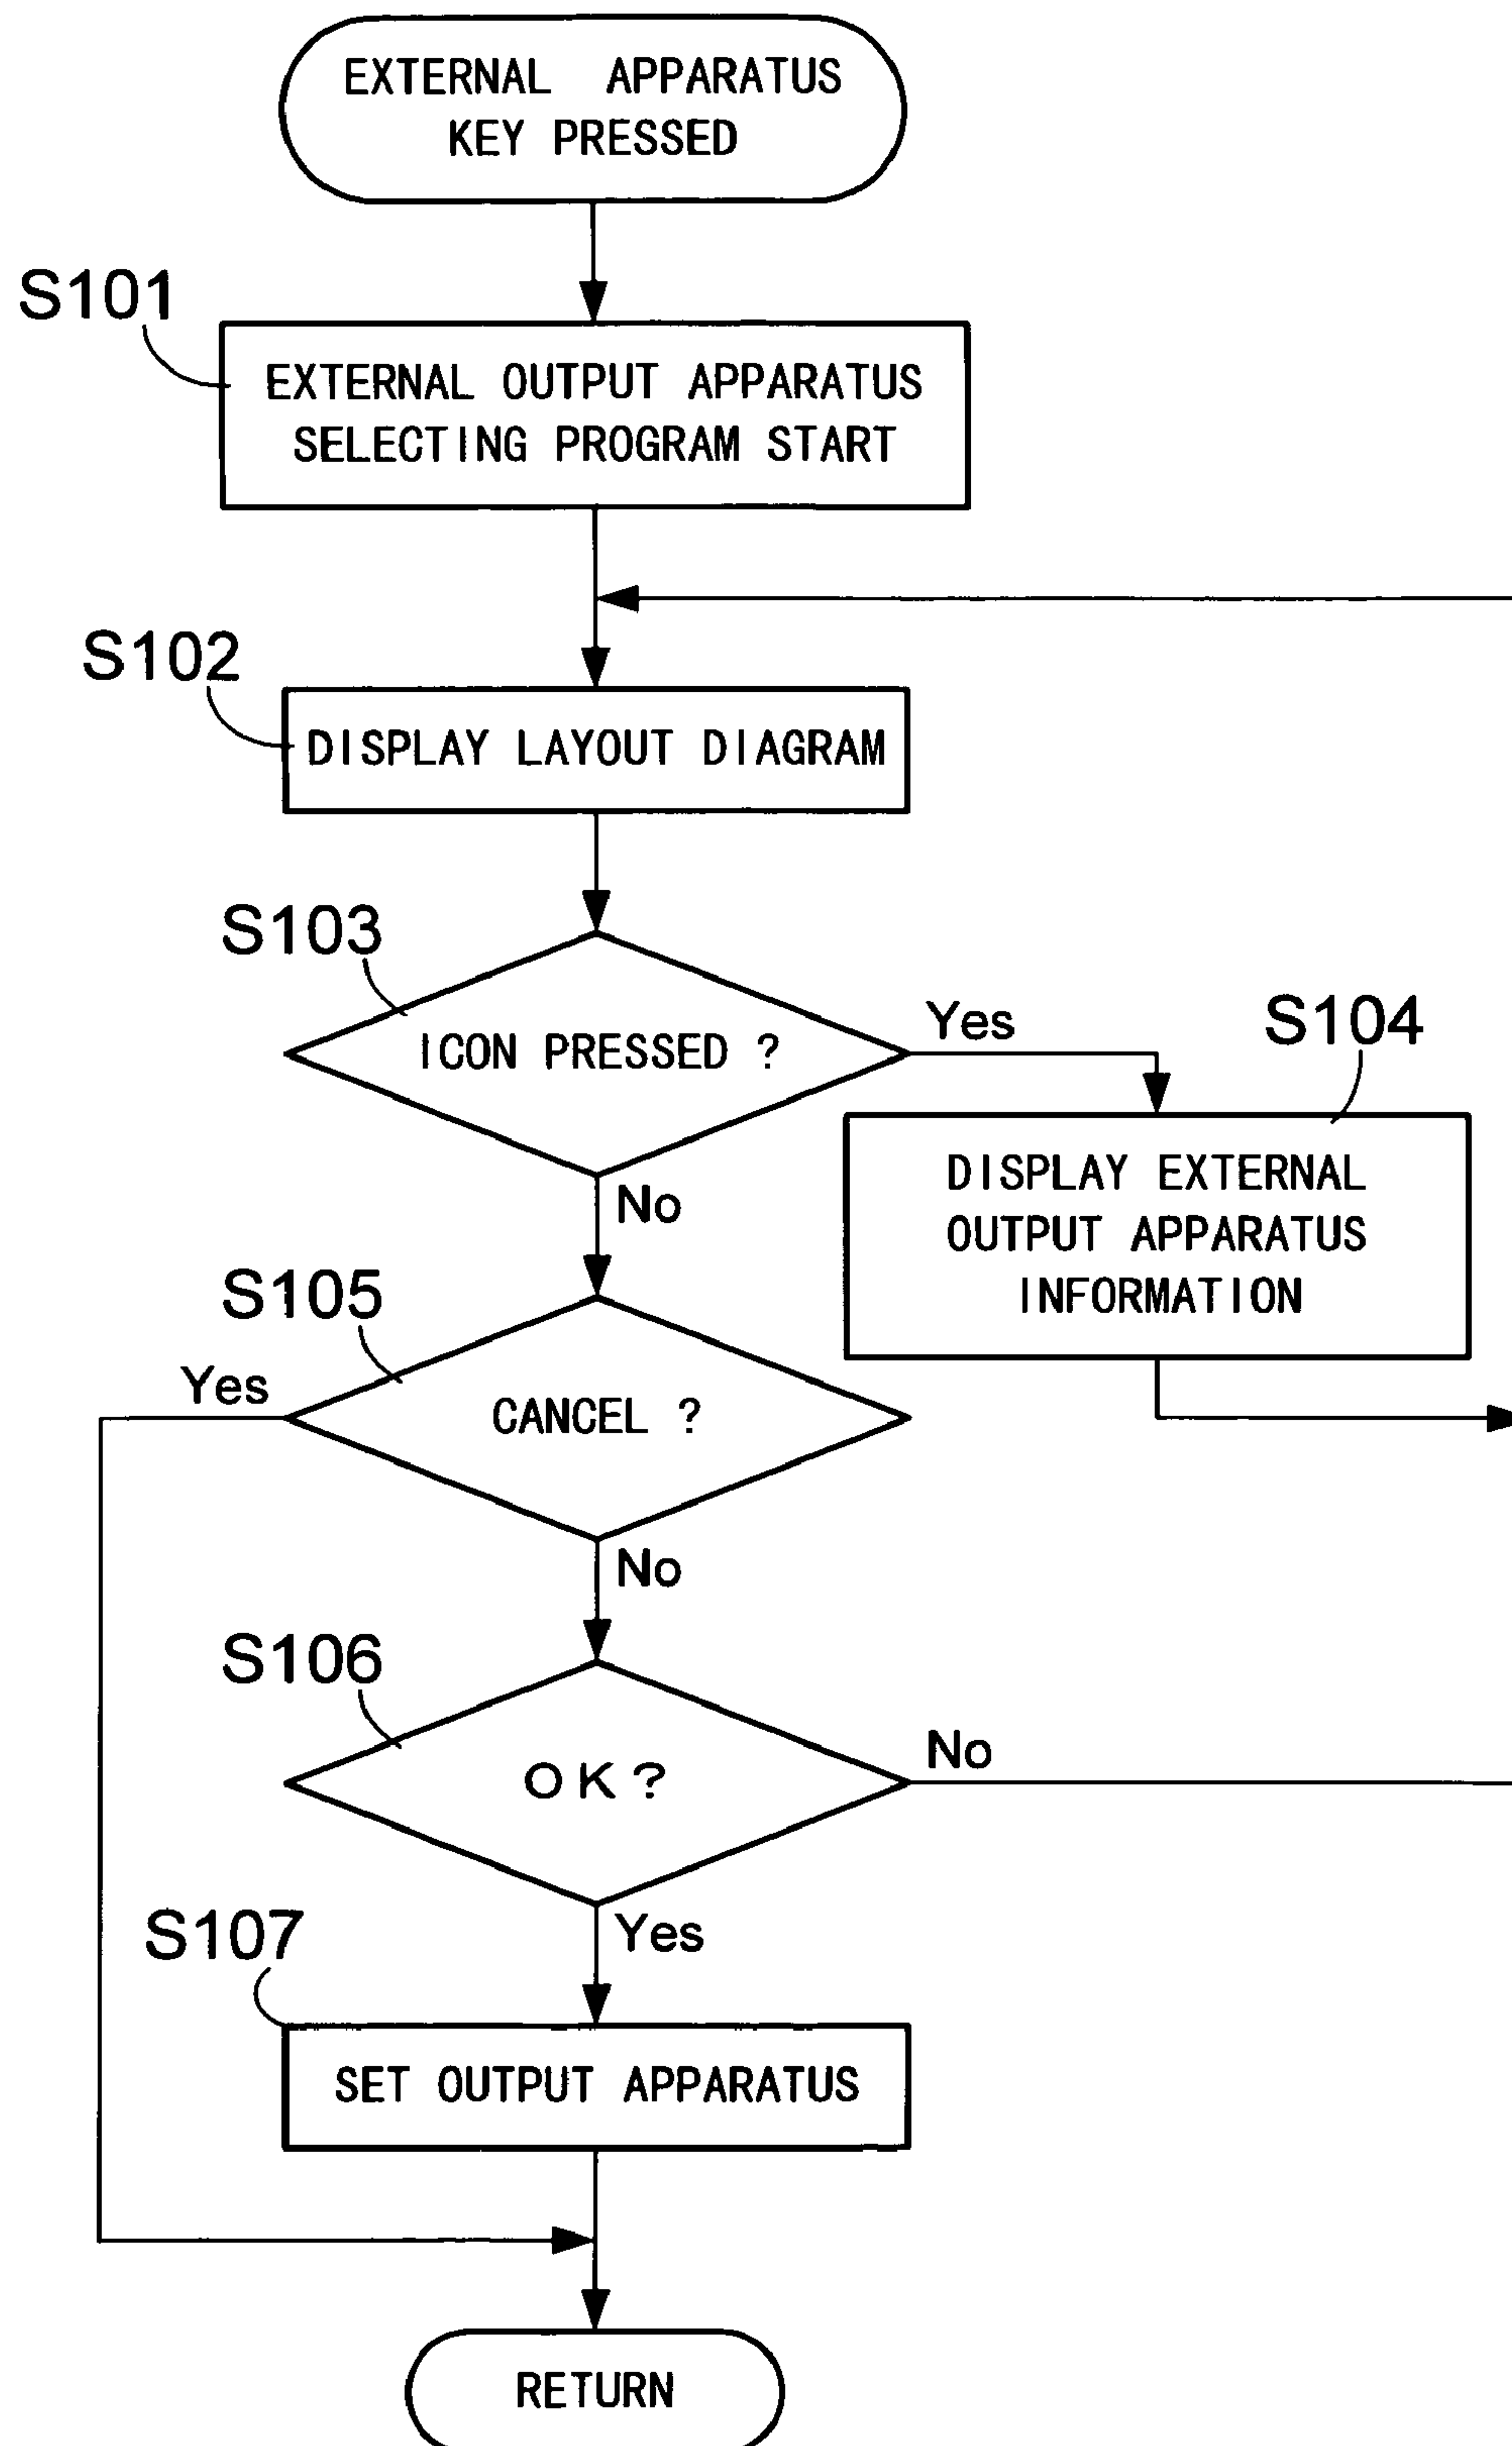 EXTERNAL APPARATUS
KEY PRESSED
S101
EXTERNAL OUTPUT APPARATUS
SELECTING PROGRAM START
S102
DISPLAY LAYOUT DIAGRAM
S103
ICON PRESSED ?
Yes
S104
DISPLAY EXTERNAL
OUTPUT APPARATUS
INFORMATION
No
S105
Yes
CANCEL ?
No
S106
OK?
No
Yes
S107
SET OUTPUT APPARATUS
RETURN